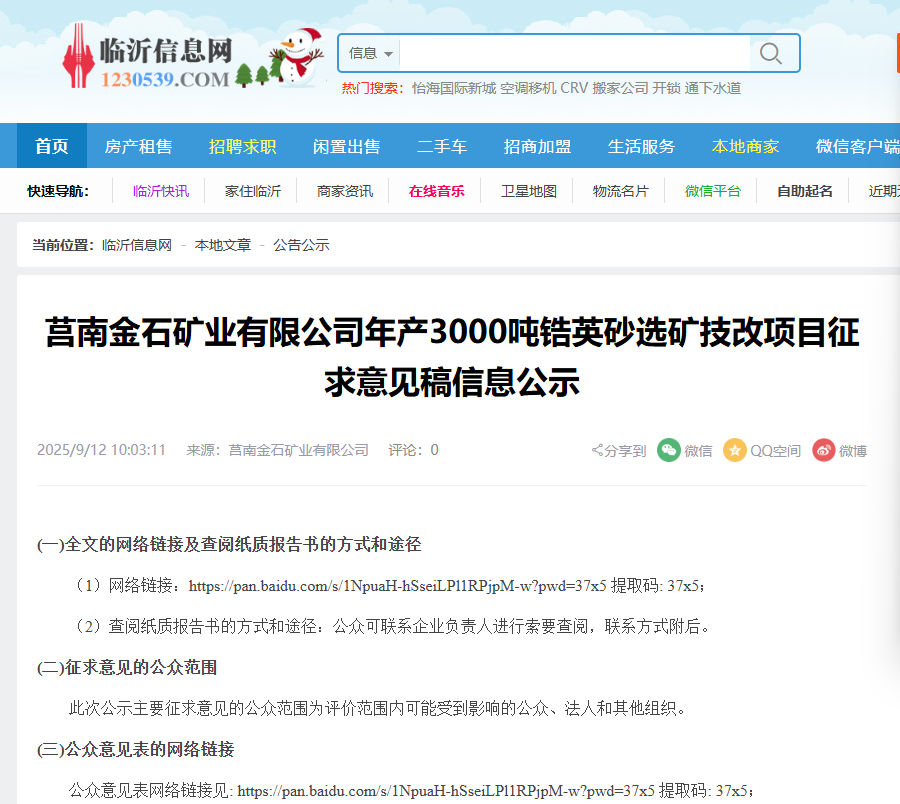 临沂信息网
1230539.COM
信息
热门搜索: 怡海国际新城 空调移机 CRV 搬家公司 开锁 通下水道
首页 房产租售 招聘求职 闲置出售 二手车 招商加盟 生活服务 本地商家 微信客户端
快速导航: 临沂快讯 家住临沂 商家资讯 在线音乐 卫星地图 物流名片 微信平台 自助起名 近期
当前位置: 临沂信息网 - 本地文章 - 公告公示
莒南金石矿业有限公司年产3000吨锆英砂选矿技改项目征
求意见稿信息公示
2025/9/12 10:03:11 来源: 莒南金石矿业有限公司 评论: 0 分享到 微信 QQ空间 微博
(一)全文的网络链接及查阅纸质报告书的方式和途径
（1）网络链接：https://pan.baidu.com/s/1NpuaH-hSseiLPl1RPjpM-w?pwd=37x5 提取码: 37x5；
（2）查阅纸质报告书的方式和途径：公众可联系企业负责人进行索要查阅，联系方式附后。
(二)征求意见的公众范围
此次公示主要征求意见的公众范围为评价范围内可能受到影响的公众、法人和其他组织。
(三)公众意见表的网络链接
公众意见表网络链接见: https://pan.baidu.com/s/1NpuaH-hSseiLPl1RPjpM-w?pwd=37x5 提取码: 37x5；